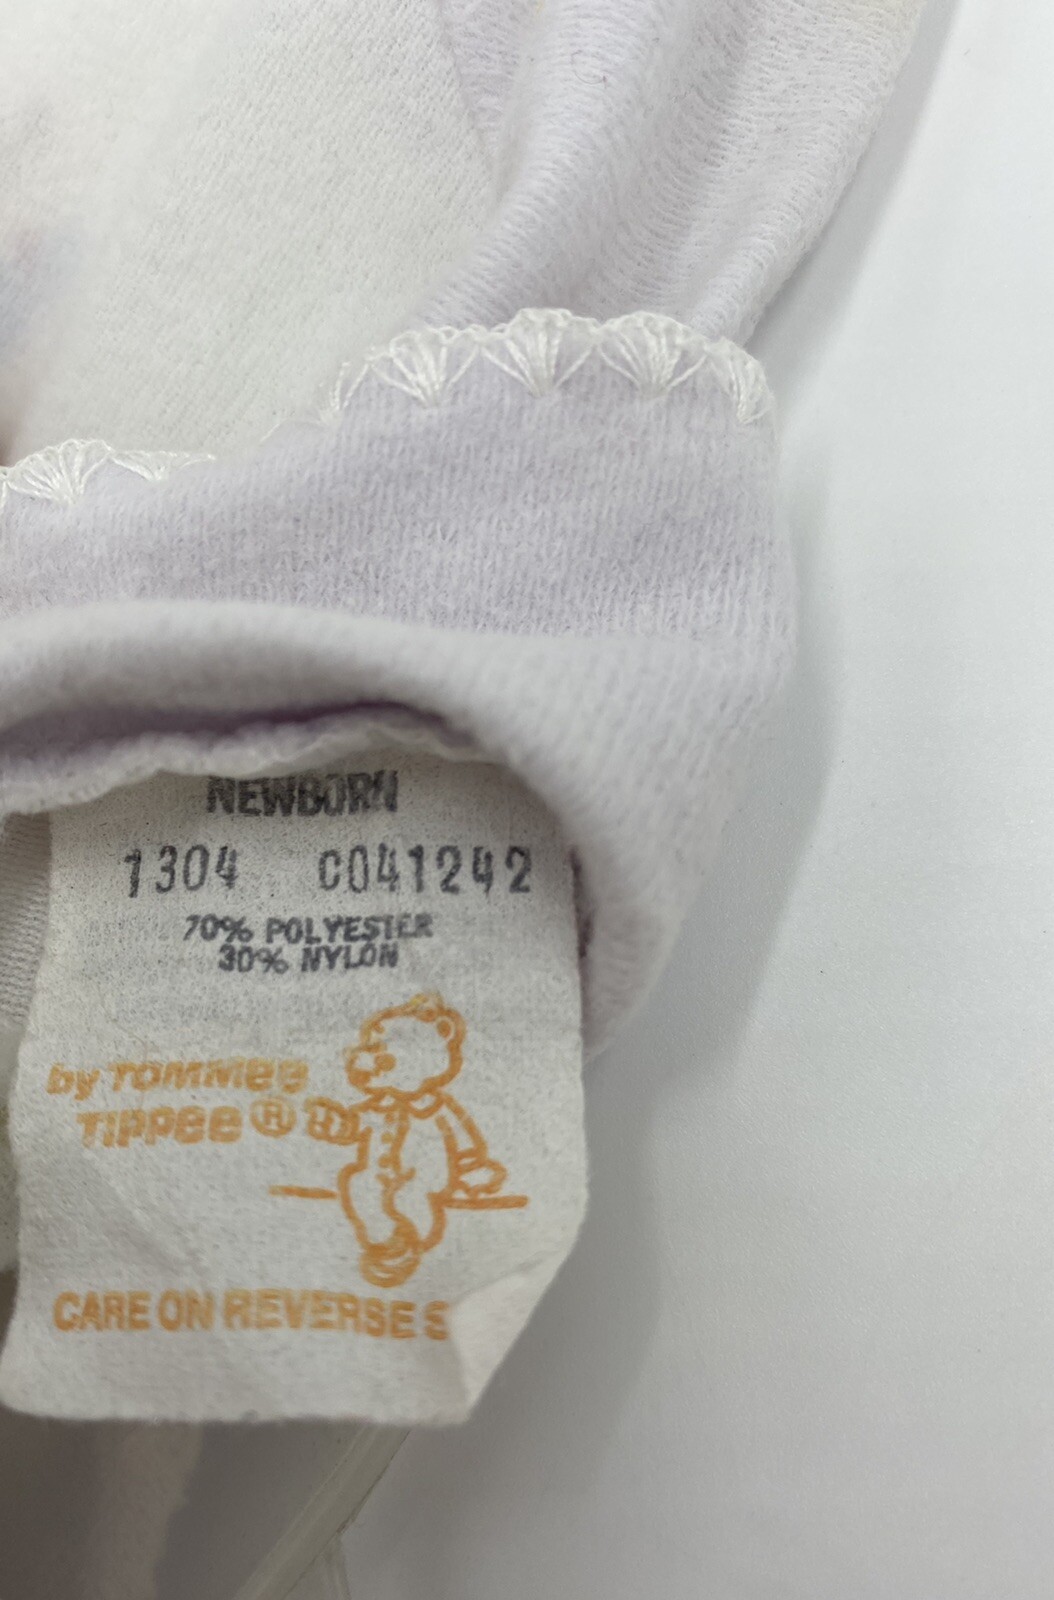 NEWBORN
1304 C041242
70% POLYESTER
30% NYLON
by TOMMEE
TIPPEE ®
CARE ON REVERSE S